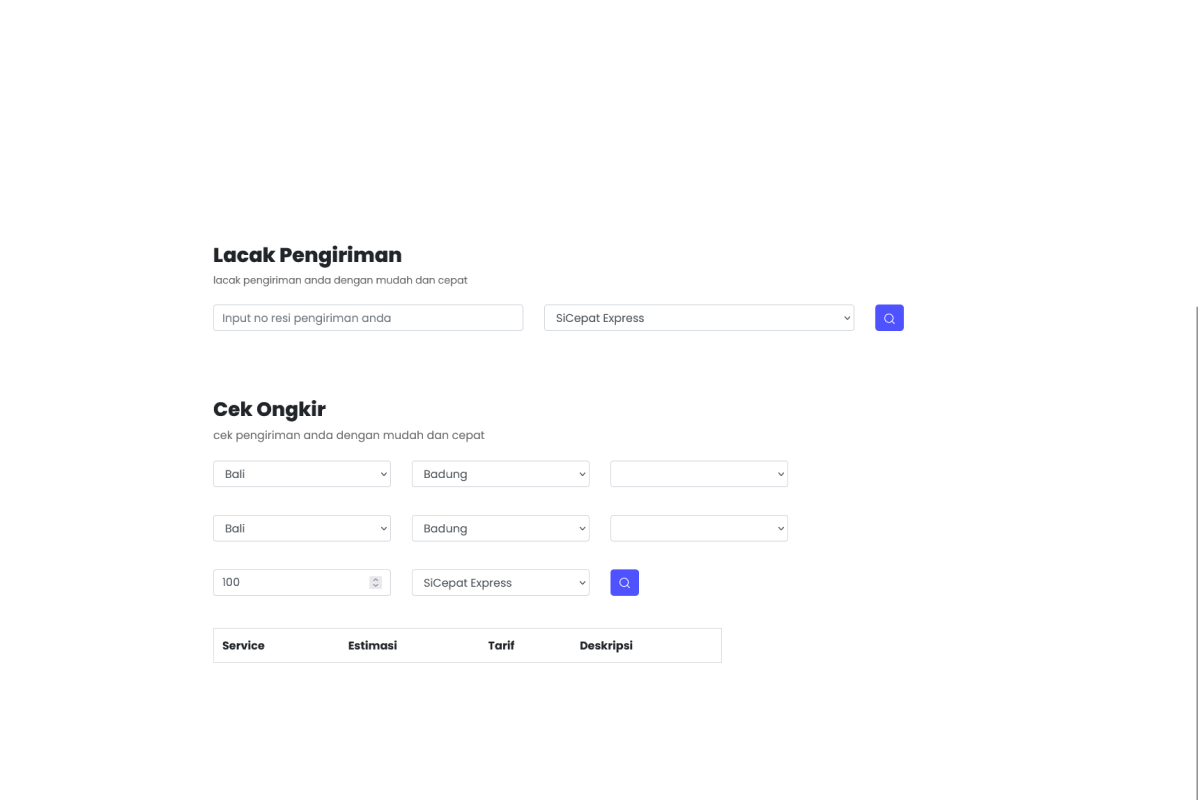 Lacak Pengiriman
lacak pengiriman anda dengan mudah dan cepat
Input no resi pengiriman anda SiCepat Express
Cek Ongkir
cek pengiriman anda dengan mudah dan cepat
Bali Badung
Bali Badung
100 SiCepat Express
Service Estimasi Tarif Deskripsi